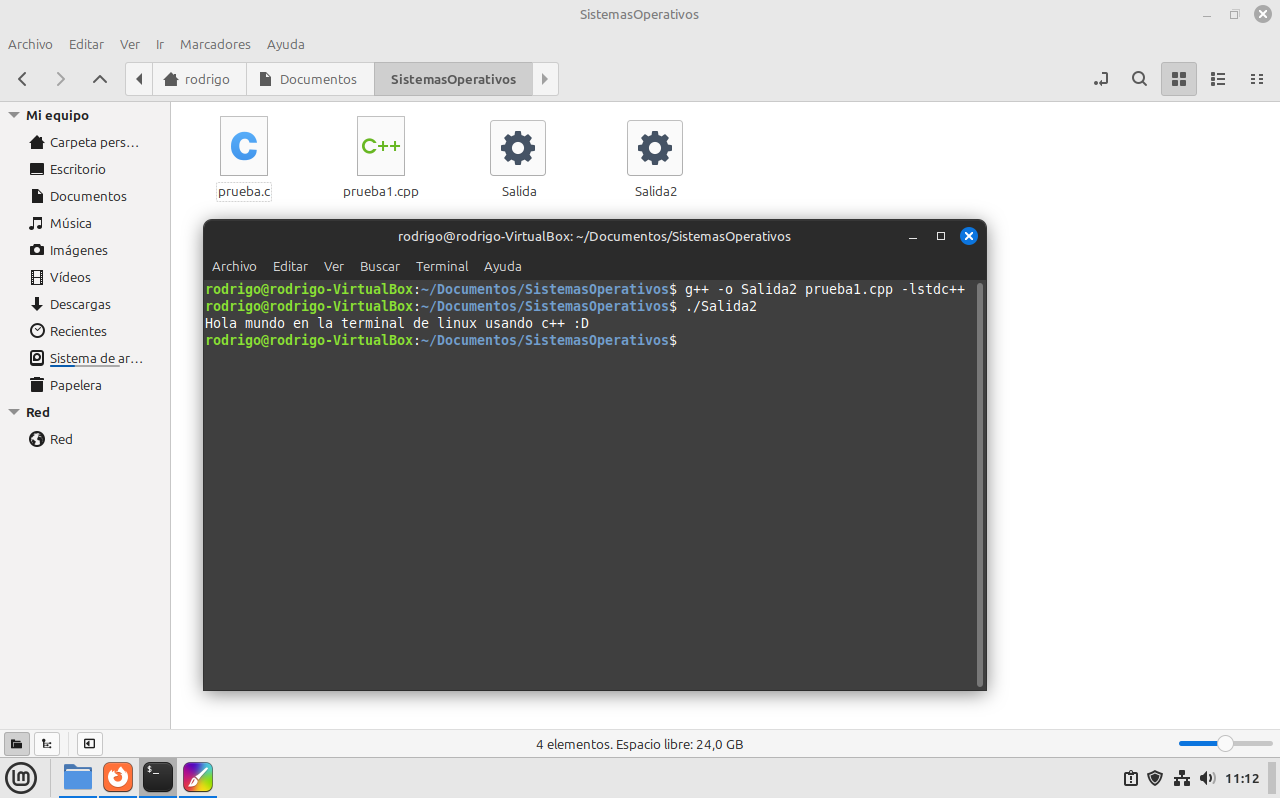 SistemasOperativos
Archivo Editar Ver Ir Marcadores Ayuda
rodrigo Documentos SistemasOperativos
Mi equipo
Carpeta pers...
Escritorio
Documentos
Música
Imágenes
Vídeos
Descargas
Recientes
Sistema de ar...
Papelera
Red
Red
C C++
prueba.c prueba1.cpp Salida Salida2
rodrigo@rodrigo-VirtualBox: ~/Documentos/SistemasOperativos
Archivo Editar Ver Buscar Terminal Ayuda
rodrigo@rodrigo-VirtualBox:~/Documentos/SistemasOperativos$ g++ -o Salida2 prueba1.cpp -lstdc++
rodrigo@rodrigo-VirtualBox:~/Documentos/SistemasOperativos$ ./Salida2
Hola mundo en la terminal de linux usando c++ :D
rodrigo@rodrigo-VirtualBox:~/Documentos/SistemasOperativos$
4 elementos. Espacio libre: 24,0 GB
lm $_ 11:12